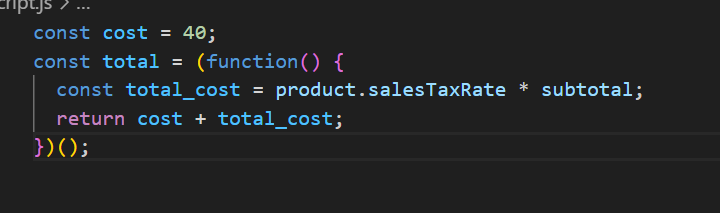 cript.js > ...
const cost = 40;
const total = (function() {
  const total_cost = product.salesTaxRate * subtotal;
  return cost + total_cost;
})();